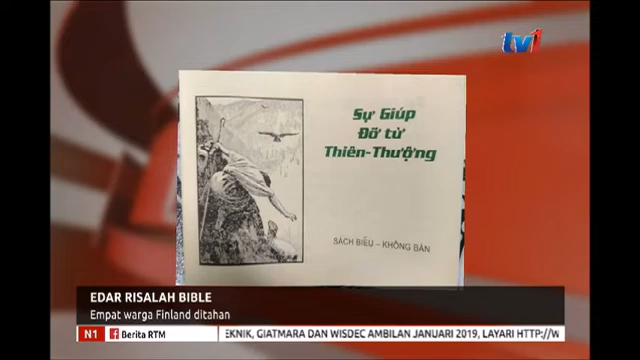 tv1
Sự Giúp
Đỡ từ
Thiên-Thượng
SÁCH BIẾU – KHÔNG BÁN
EDAR RISALAH BIBLE
Empat warga Finland ditahan
N1 Berita RTM EKNIK, GIATMARA DAN WISDEC AMBILAN JANUARI 2019, LAYARI HTTP://W